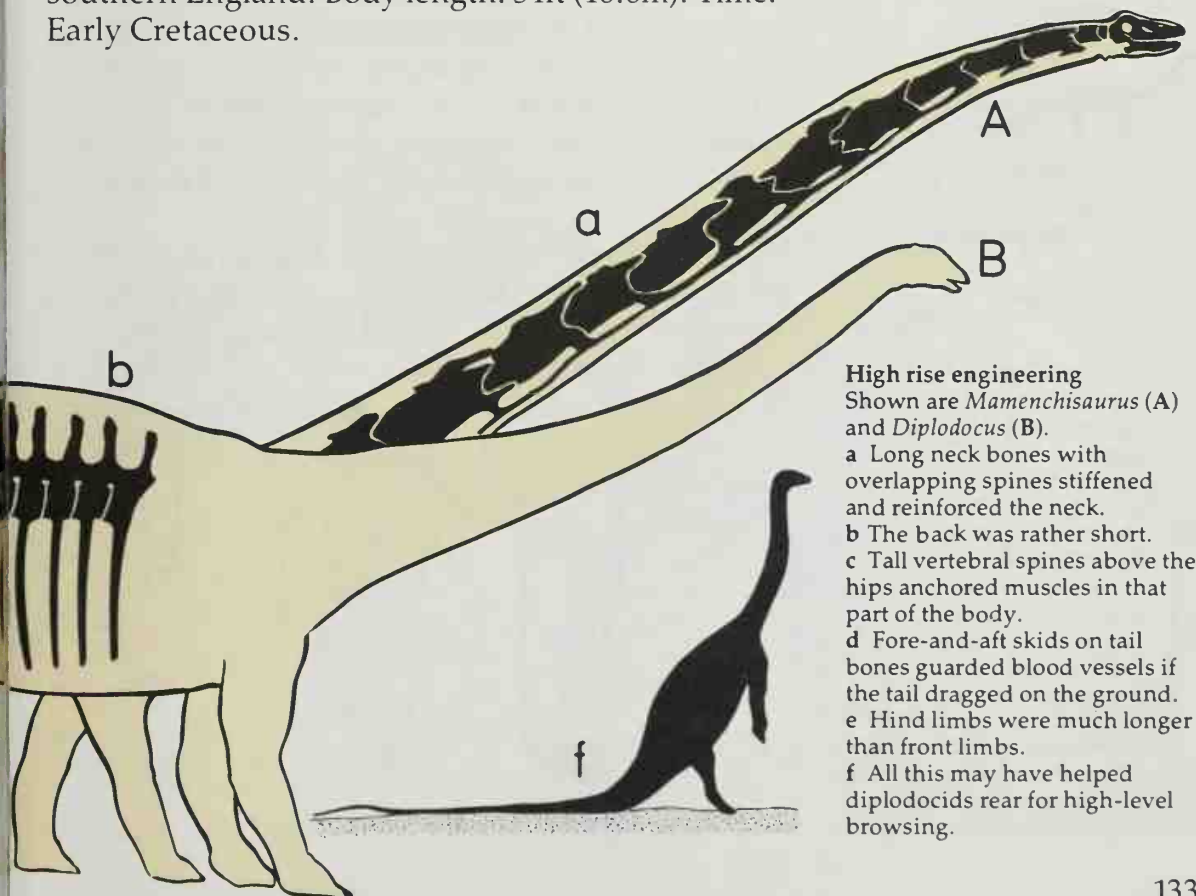 Early Cretaceous.
A
a
B
b
High rise engineering
Shown are Mamenchisaurus (A)
and Diplodocus (B).
a Long neck bones with
overlapping spines stiffened
and reinforced the neck.
b The back was rather short.
c Tall vertebral spines above the
hips anchored muscles in that
part of the body.
d Fore-and-aft skids on tail
bones guarded blood vessels if
the tail dragged on the ground.
e Hind limbs were much longer
than front limbs.
f All this may have helped
diplodocids rear for high-level
browsing.
f
133